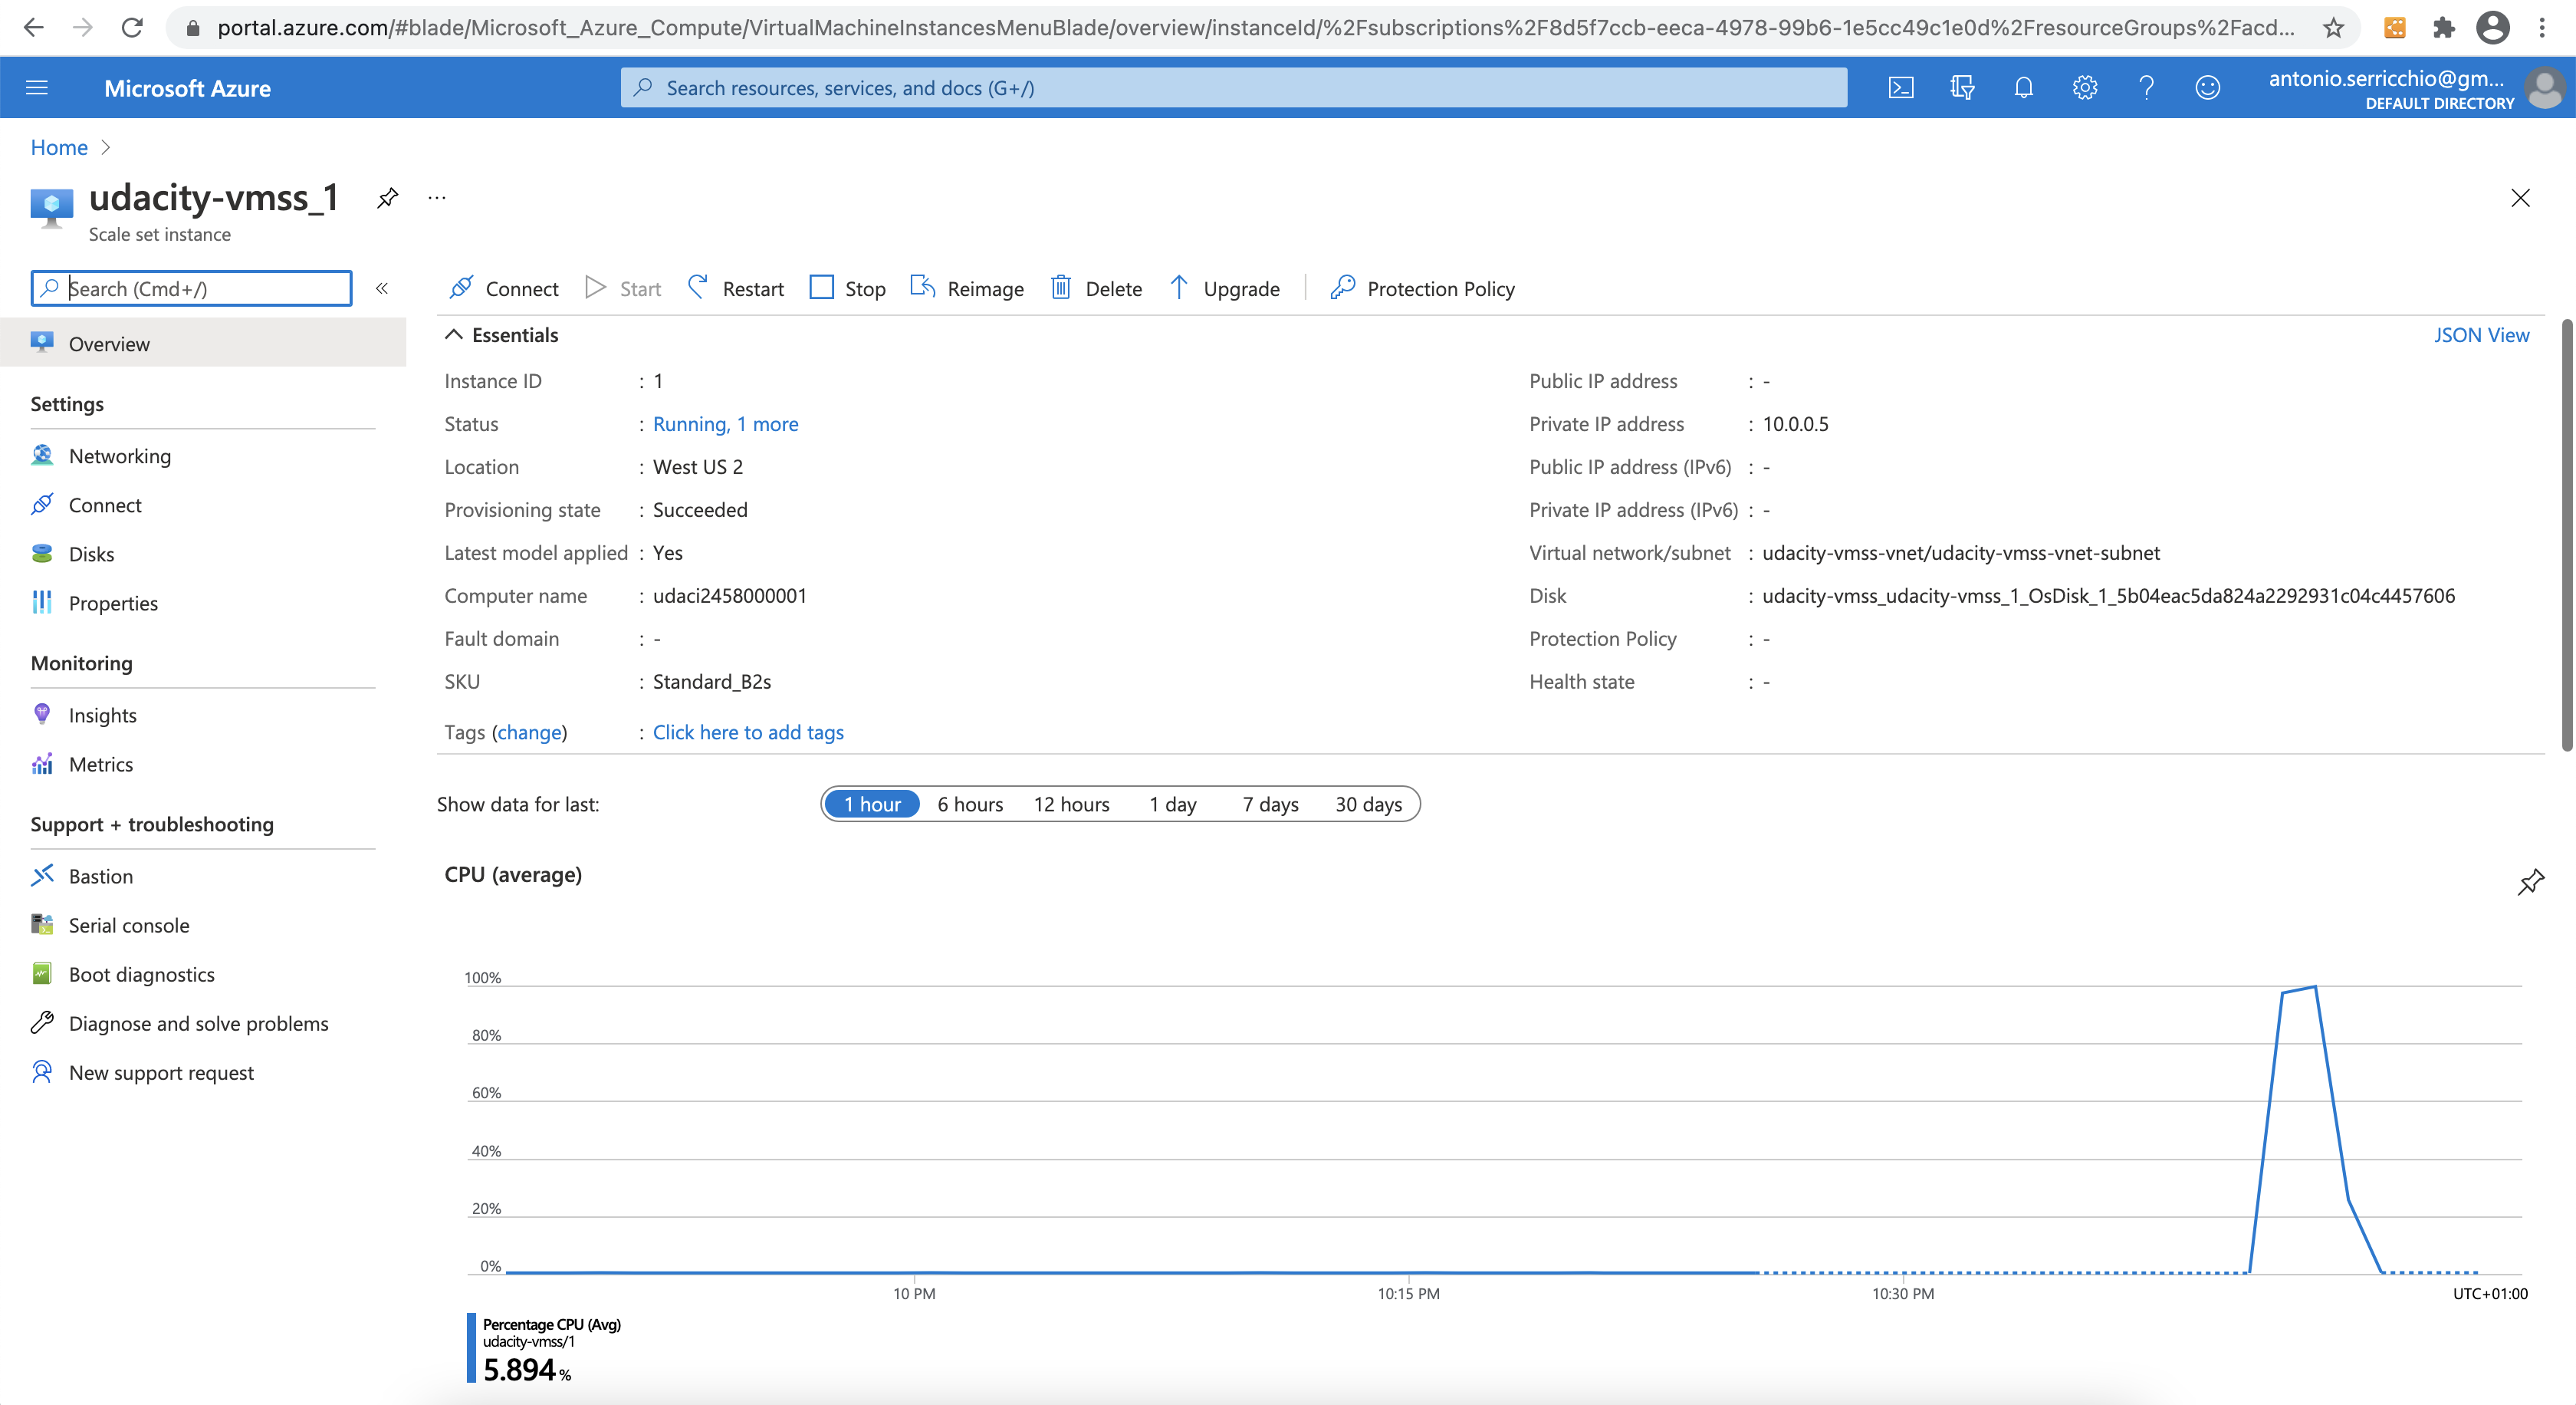 portal.azure.com/#blade/Microsoft_Azure_Compute/VirtualMachineInstancesMenuBlade/overview/instanceId/%2Fsubscriptions%2F8d5f7ccb-eeca-4978-99b6-1e5cc49c1e0d%2FresourceGroups%2Facd...
Microsoft Azure
Search resources, services, and docs (G+/)
antonio.serricchio@gm...
DEFAULT DIRECTORY
Home
udacity-vmss_1
Scale set instance
Search (Cmd+/)
Overview
Settings
Networking
Connect
Disks
Properties
Monitoring
Insights
Metrics
Support + troubleshooting
Bastion
Serial console
Boot diagnostics
Diagnose and solve problems
New support request
Connect Start Restart Stop Reimage Delete Upgrade Protection Policy
Essentials
JSON View
Instance ID : 1
Status : Running, 1 more
Location : West US 2
Provisioning state : Succeeded
Latest model applied : Yes
Computer name : udaci2458000001
Fault domain : -
SKU : Standard_B2s
Tags (change) : Click here to add tags
Public IP address : -
Private IP address : 10.0.0.5
Public IP address (IPv6) : -
Private IP address (IPv6) : -
Virtual network/subnet : udacity-vmss-vnet/udacity-vmss-vnet-subnet
Disk : udacity-vmss_udacity-vmss_1_OsDisk_1_5b04eac5da824a2292931c04c4457606
Protection Policy : -
Health state : -
Show data for last: 1 hour 6 hours 12 hours 1 day 7 days 30 days
CPU (average)
100%
80%
60%
40%
20%
0%
10 PM 10:15 PM 10:30 PM UTC+01:00
Percentage CPU (Avg)
udacity-vmss/1
5.894 %